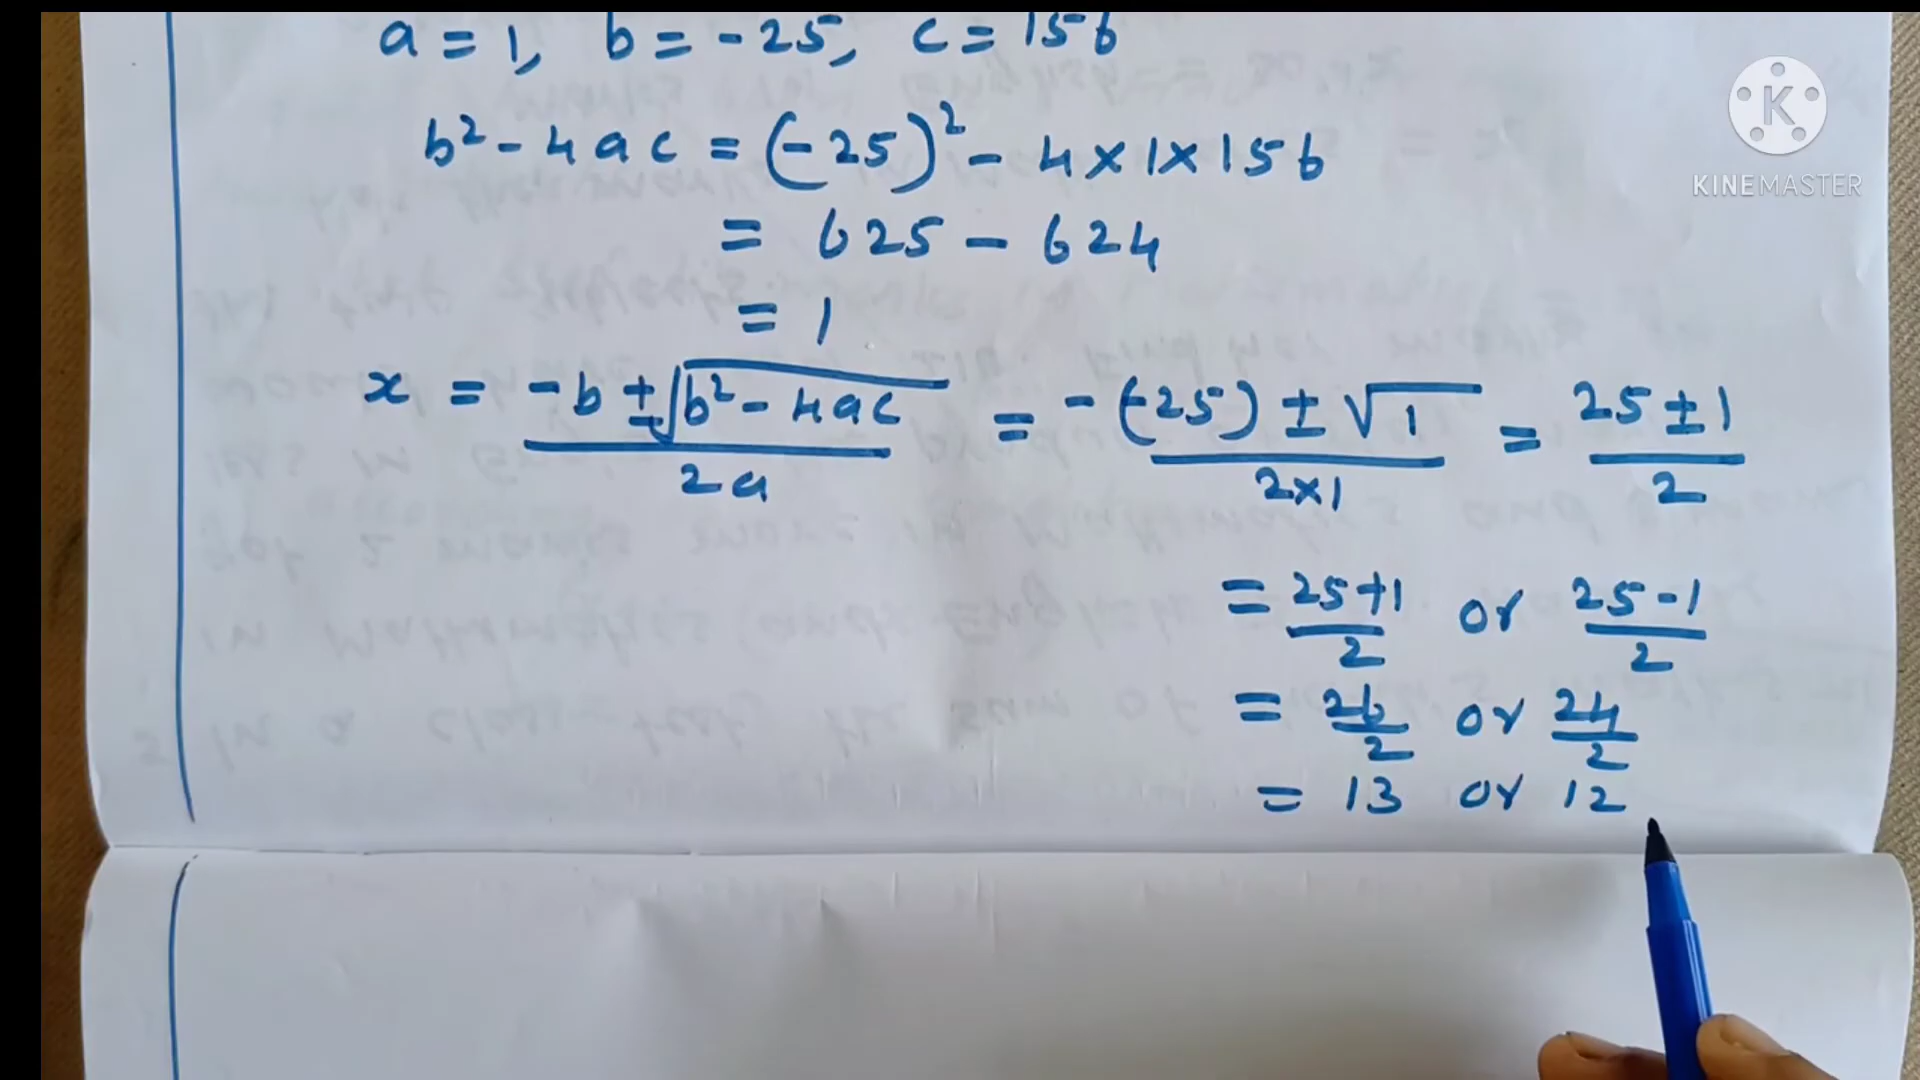 a = 1, b = -25, c = 156
K
KINEMASTER
b² - 4ac = (-25)² - 4×1×156
= 625 - 624
= 1
x = -b ± √b² - 4ac / 2a = -(-25) ± √1 / 2×1 = 25 ± 1 / 2
= 25+1 / 2 or 25-1 / 2
= 26/2 or 24/2
= 13 or 12